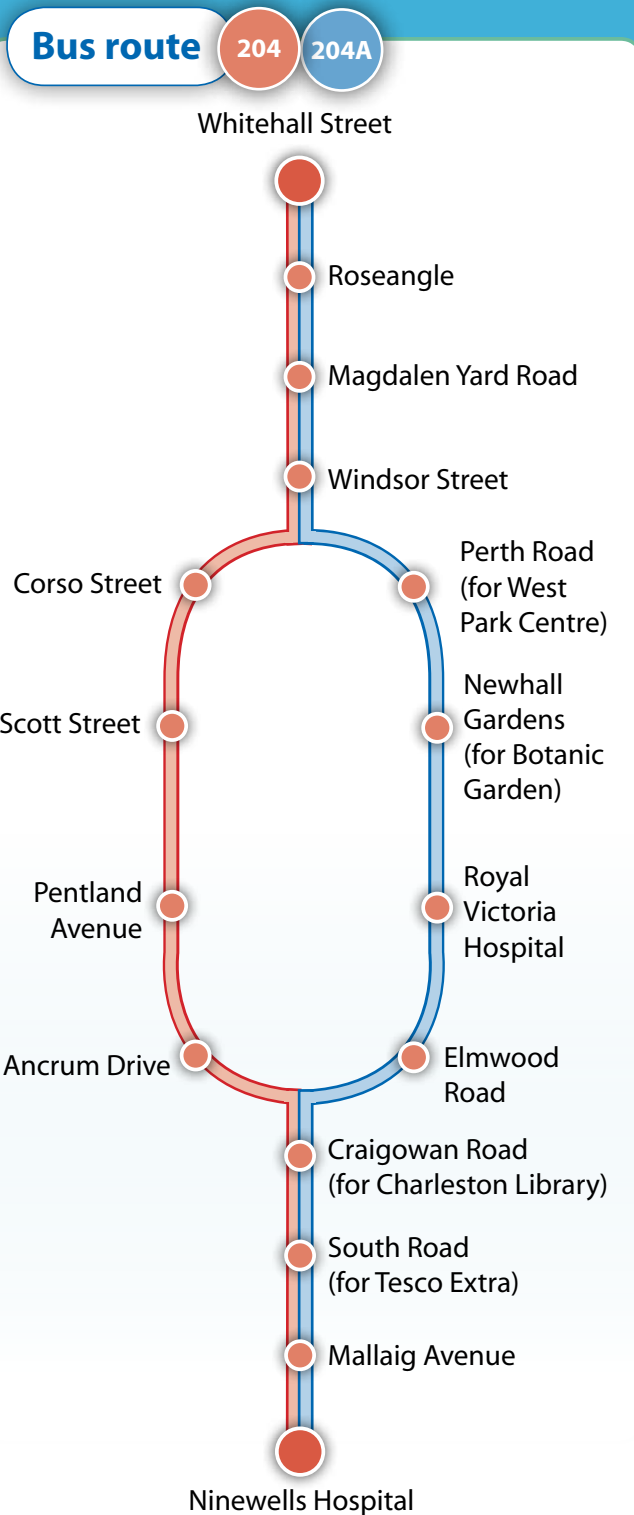 Bus route 204 204A
Whitehall Street
Roseangle
Magdalen Yard Road
Windsor Street
Corso Street
Perth Road
(for West
Park Centre)
Scott Street
Newhall
Gardens
(for Botanic
Garden)
Pentland
Avenue
Royal
Victoria
Hospital
Ancrum Drive
Elmwood
Road
Craigowan Road
(for Charleston Library)
South Road
(for Tesco Extra)
Mallaig Avenue
Ninewells Hospital